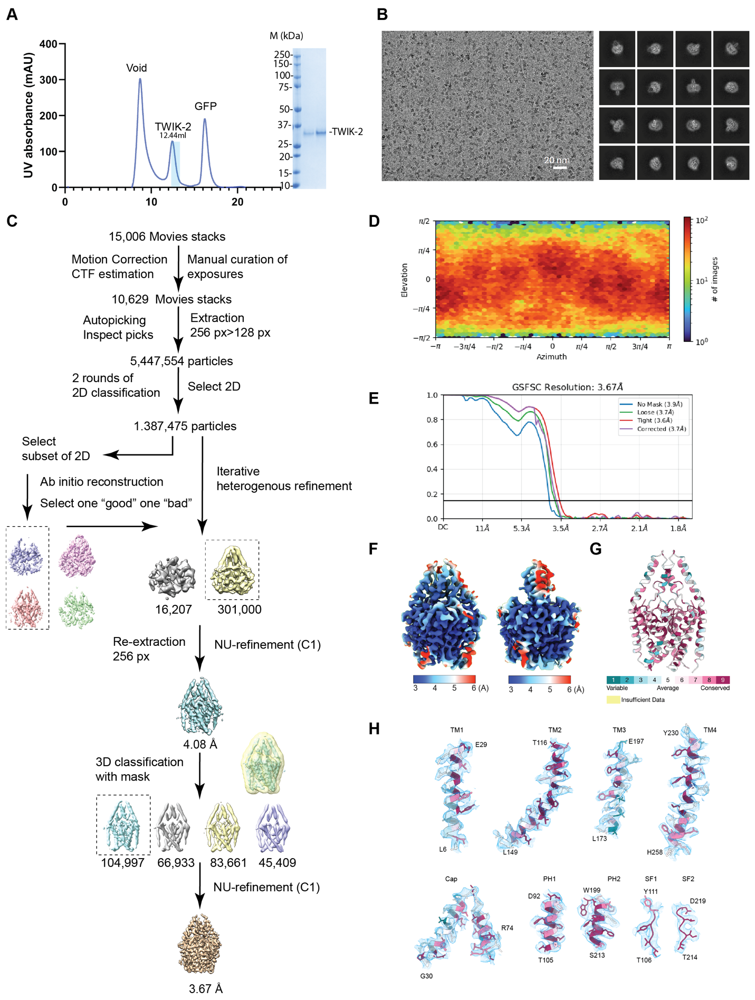 A
M (kDa)
UV absorbance (mAU)
400
300
200
100
0
0
10
20
Void
TWIK-2
12.44ml
GFP
250-
150-
100-
75-
50-
37-
25-
20-
15-
10-
-TWIK-2
B
20 nm
C
15,006 Movies stacks
Motion Correction
CTF estimation
Manual curation of
exposures
10,629 Movies stacks
Autopicking
Inspect picks
Extraction
256 px>128 px
5,447,554 particles
2 rounds of
2D classification
Select 2D
1.387,475 particles
Select
subset of 2D
Ab initio reconstruction
Select one “good” one “bad”
Iterative
heterogenous refinement
16,207
301,000
Re-extraction
256 px
NU-refinement (C1)
4.08 Å
3D classification
with mask
104,997
66,933
83,661
45,409
NU-refinement (C1)
3.67 Å
D
Elevation
π/2
π/4
0
−π/4
−π/2
−π
−3π/4
−π/2
−π/4
0
π/4
π/2
3π/4
π
Azimuth
10²
10¹
10⁰
# of images
E
GSFSC Resolution: 3.67Å
1.0
0.8
0.6
0.4
0.2
0.0
No Mask (3.9Å)
Loose (3.7Å)
Tight (3.6Å)
Corrected (3.7Å)
DC
11Å
5.3Å
3.5Å
2.7Å
2.1Å
1.8Å
F
3 4 5 6 (A)
3 4 5 6 (Å)
G
1 2 3 4 5 6 7 8 9
Variable
Average
Conserved
Insufficient Data
H
TM1
E29
L6
TM2
T116
L149
TM3
E197
L173
TM4
Y230
H258
Cap
R74
G30
PH1
D92
T105
PH2
W199
S213
SF1
Y111
T106
SF2
D219
T214